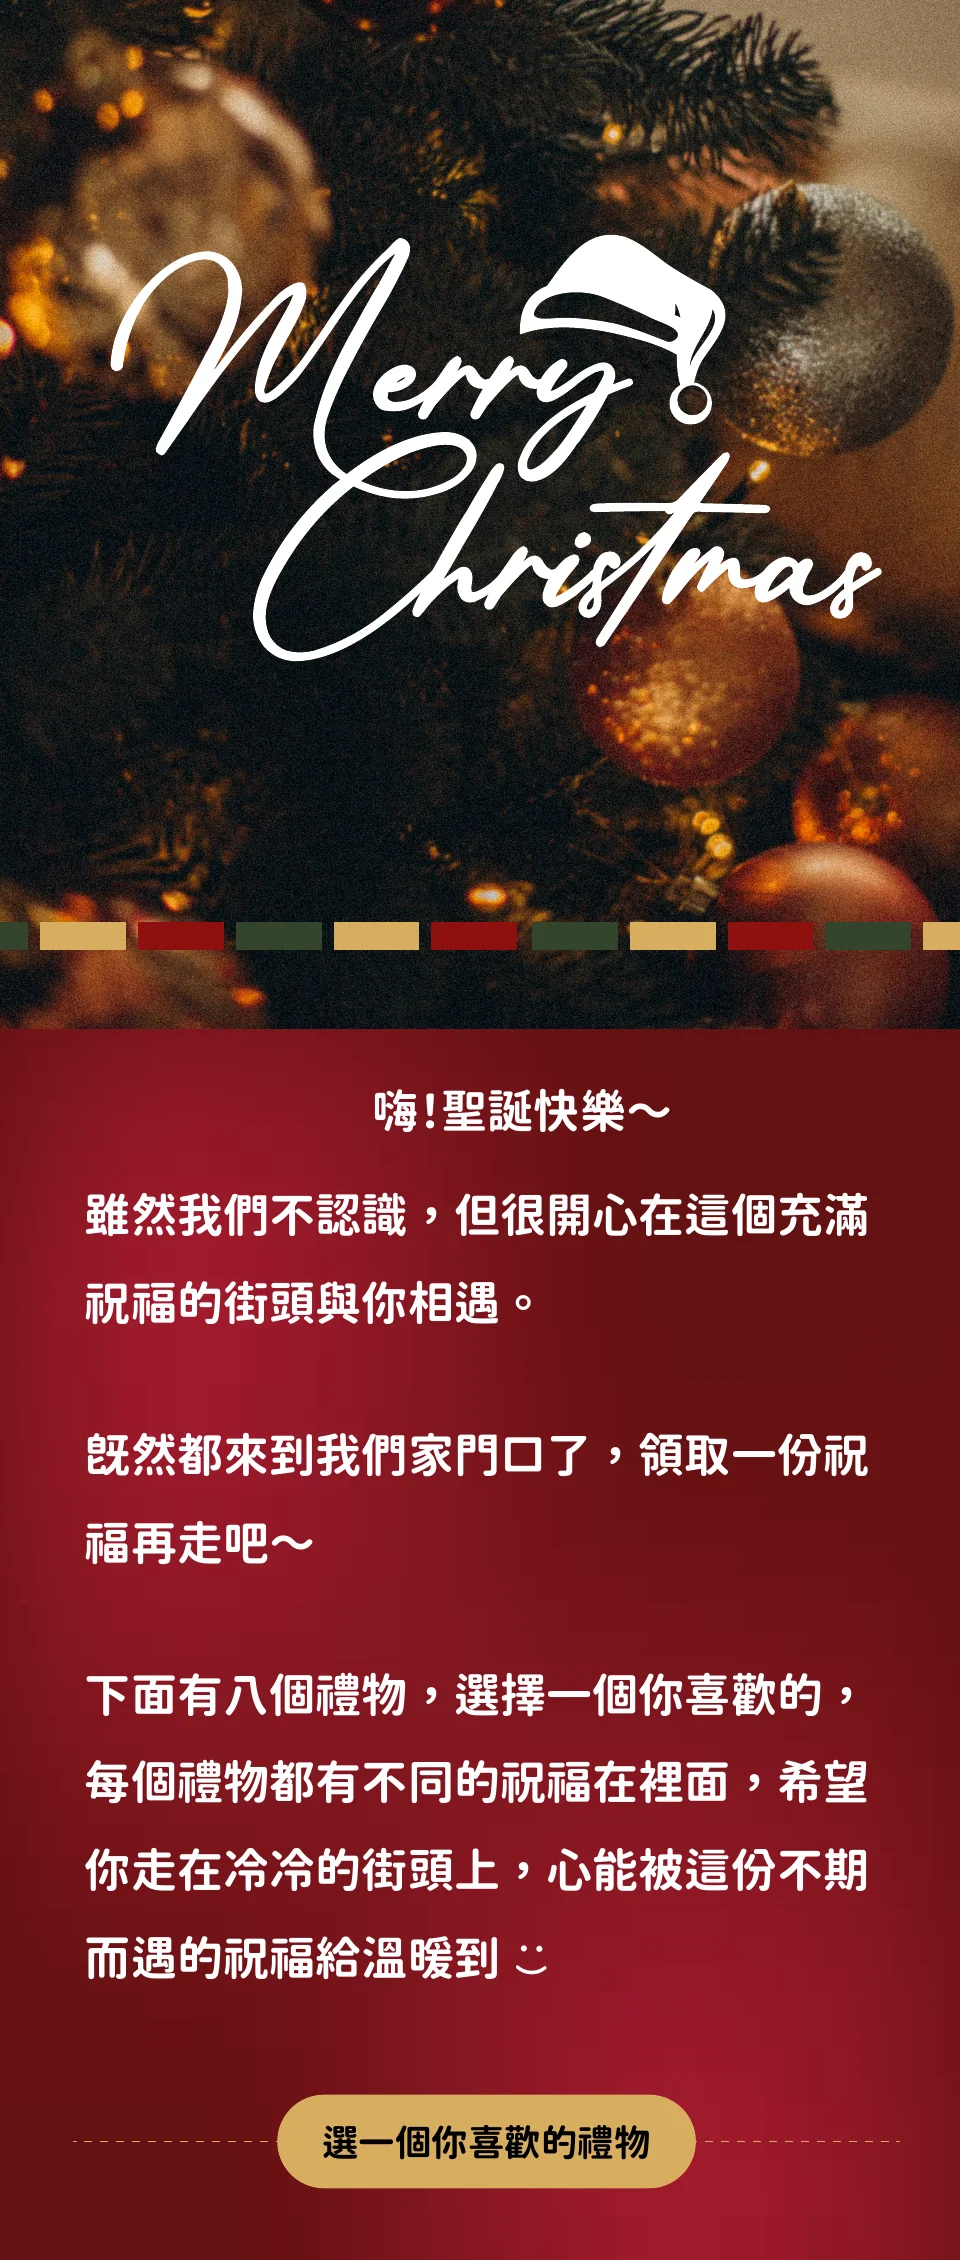 Merry
Christmas
嗨!聖誕快樂～
雖然我們不認識，但很開心在這個充滿
祝福的街頭與你相遇。
既然都來到我們家門口了，領取一份祝
福再走吧～
下面有八個禮物，選擇一個你喜歡的，
每個禮物都有不同的祝福在裡面，希望
你走在冷冷的街頭上，心能被這份不期
而遇的祝福給溫暖到 :)
選一個你喜歡的禮物